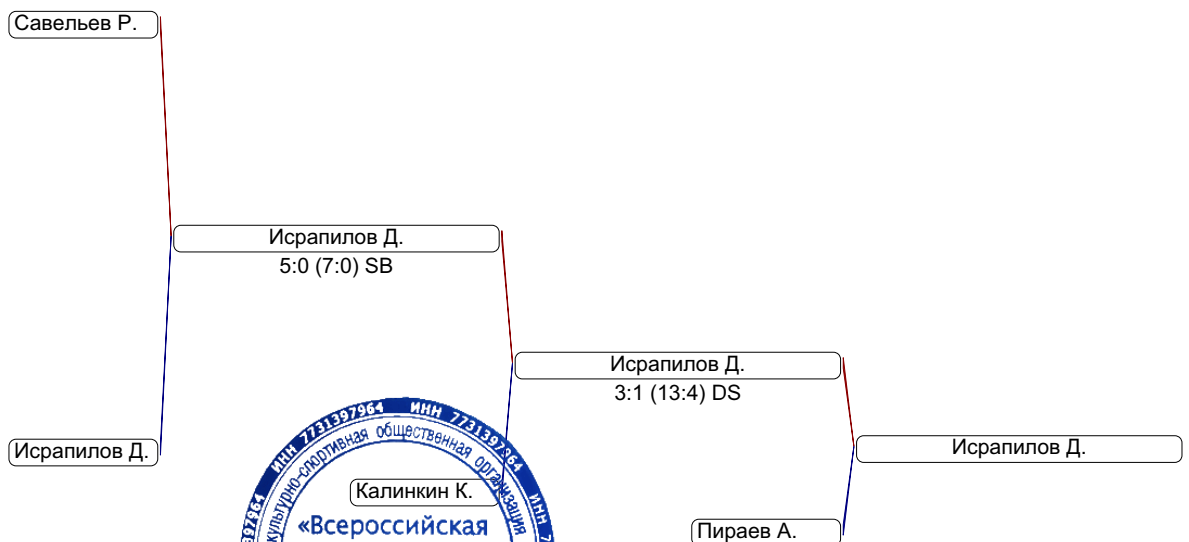 Савельев Р.
Исрапилов Д.
5:0 (7:0) SB
Исрапилов Д.
3:1 (13:4) DS
Исрапилов Д.
Исрапилов Д.
Калинкин К.
Пираев А.
ИНН 7731397964 ИНН 7731397964 ИНН
культурно-спортивная общественная организация
«Всероссийская